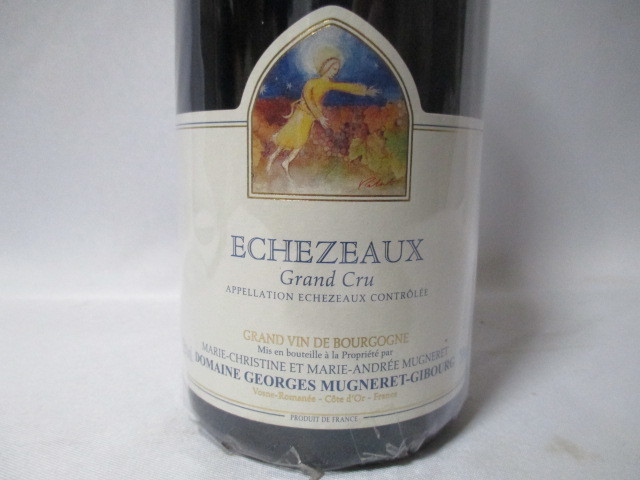 ECHEZEAUX
Grand Cru
APPELLATION ECHEZEAUX CONTRÔLÉE
GRAND VIN DE BOURGOGNE
Mis en bouteille à la Propriété par
MARIE-CHRISTINE ET MARIE-ANDRÉE MUGNERET
DOMAINE GEORGES MUGNERET-GIBOURG
Vosne-Romanée - Côte d'Or - France
PRODUIT DE FRANCE